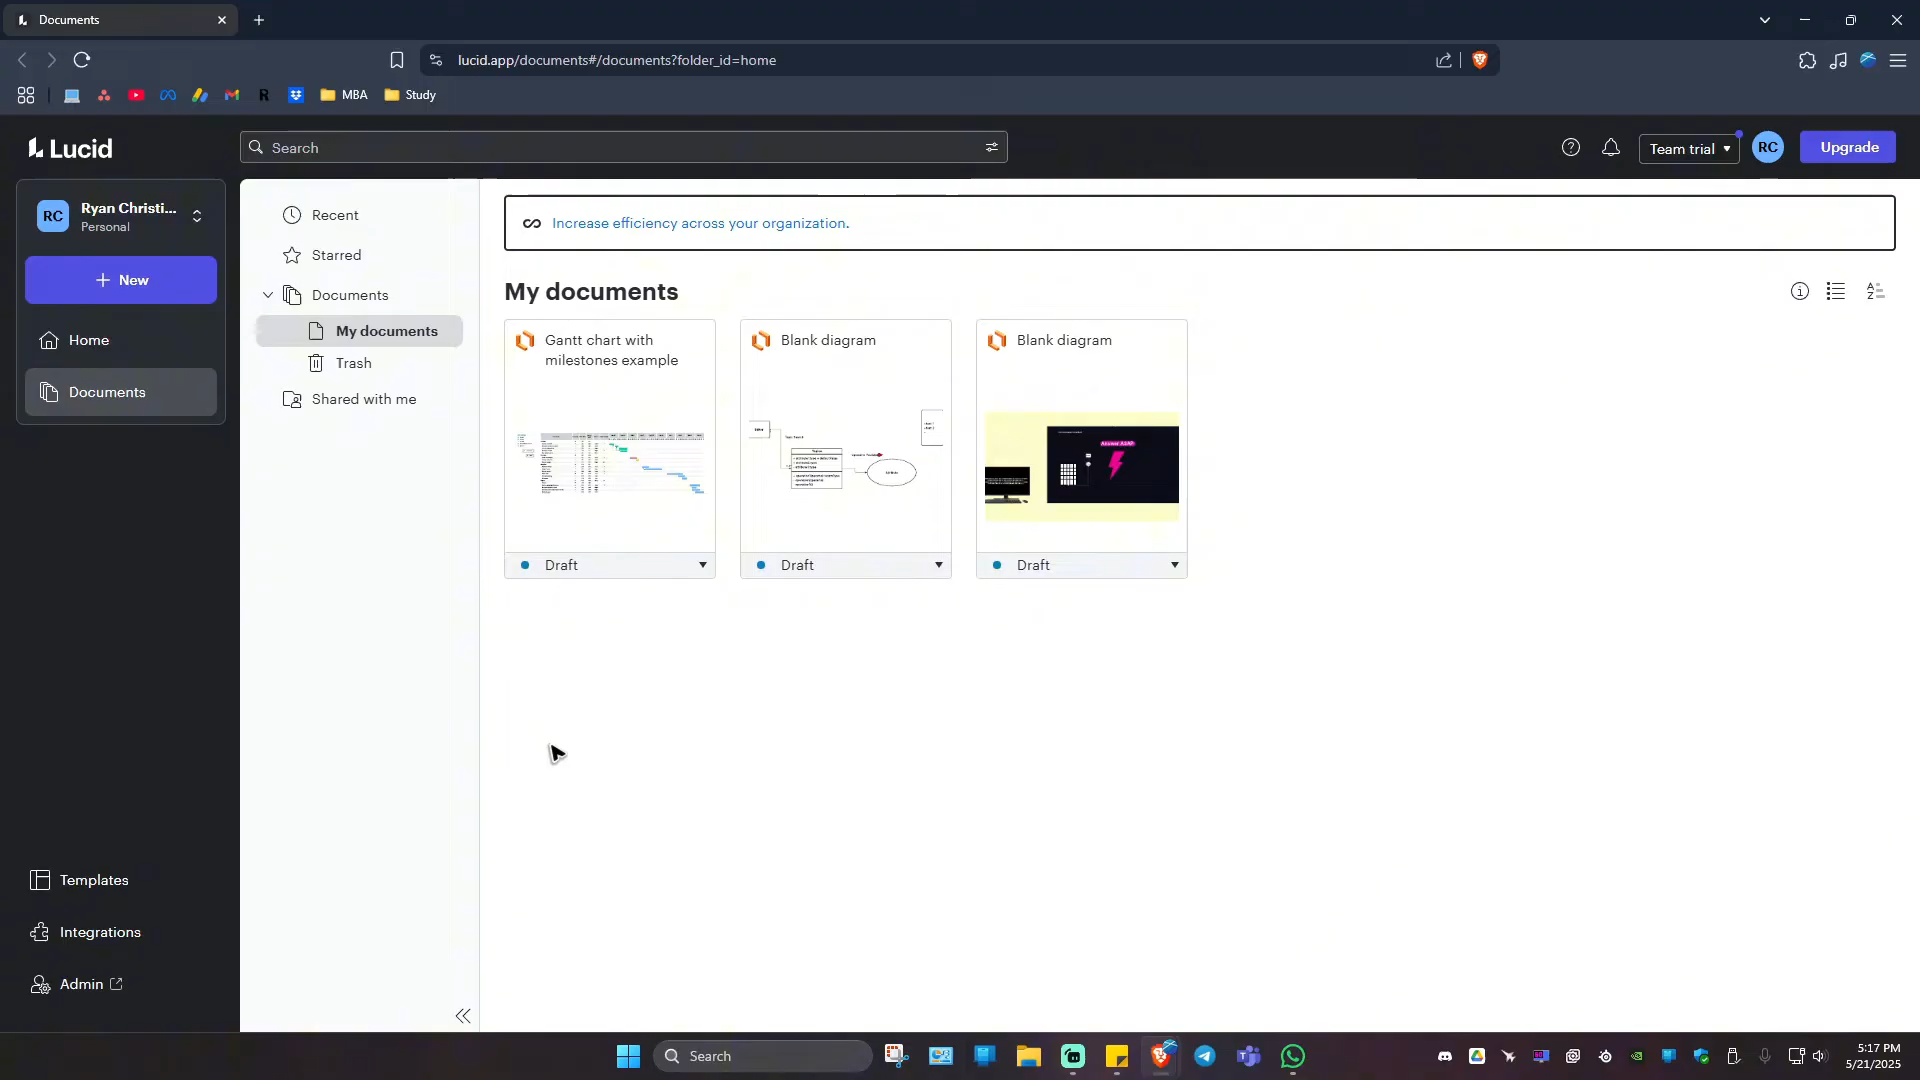 Documents
lucid.app/documents#/documents?folder_id=home
MBA
Study
Lucid
Search
Team trial
RC
Upgrade
RC
Ryan Christi...
Personal
New
Home
Documents
Templates
Integrations
Admin
Recent
Starred
Documents
My documents
Trash
Shared with me
Increase efficiency across your organization.
My documents
Gantt chart with
milestones example
Draft
Blank diagram
Draft
Blank diagram
Answer ASAP
Draft
Search
5:17 PM
5/21/2025